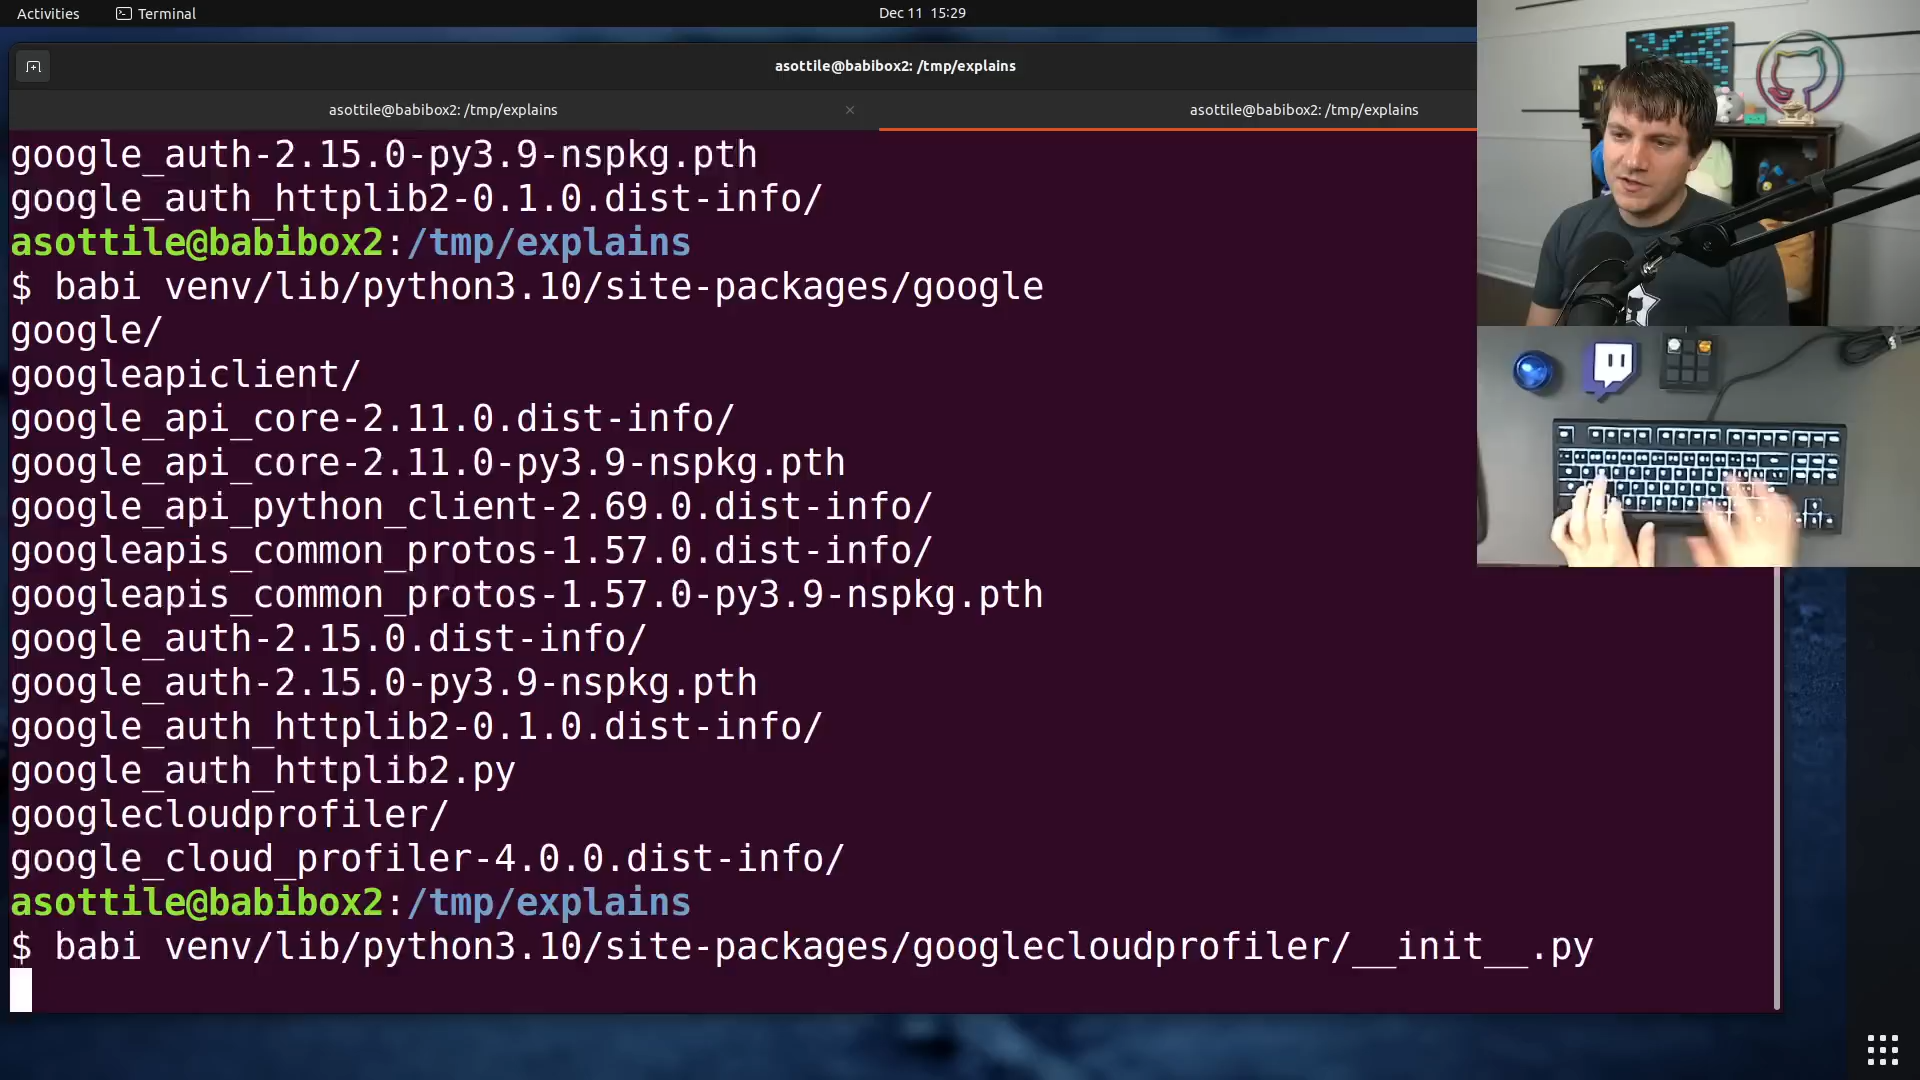 Activities
Terminal
Dec 11 15:29
asottile@babibox2: /tmp/explains
asottile@babibox2: /tmp/explains
×
asottile@babibox2: /tmp/explains
google_auth-2.15.0-py3.9-nspkg.pth
google_auth_httplib2-0.1.0.dist-info/
asottile@babibox2:/tmp/explains
$ babi venv/lib/python3.10/site-packages/google
google/
googleapiclient/
google_api_core-2.11.0.dist-info/
google_api_core-2.11.0-py3.9-nspkg.pth
google_api_python_client-2.69.0.dist-info/
googleapis_common_protos-1.57.0.dist-info/
googleapis_common_protos-1.57.0-py3.9-nspkg.pth
google_auth-2.15.0.dist-info/
google_auth-2.15.0-py3.9-nspkg.pth
google_auth_httplib2-0.1.0.dist-info/
google_auth_httplib2.py
googlecloudprofiler/
google_cloud_profiler-4.0.0.dist-info/
asottile@babibox2:/tmp/explains
$ babi venv/lib/python3.10/site-packages/googlecloudprofiler/__init__.py